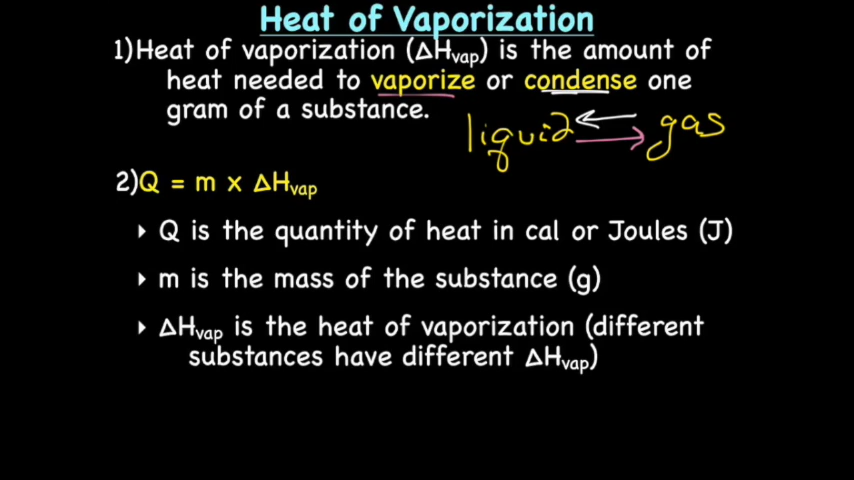 Heat of Vaporization
1)Heat of vaporization (ΔHvap) is the amount of
heat needed to vaporize or condense one
gram of a substance.
liquid gas
2)Q = m x ΔHvap
‣ Q is the quantity of heat in cal or Joules (J)
‣ m is the mass of the substance (g)
‣ ΔHvap is the heat of vaporization (different
substances have different ΔHvap)